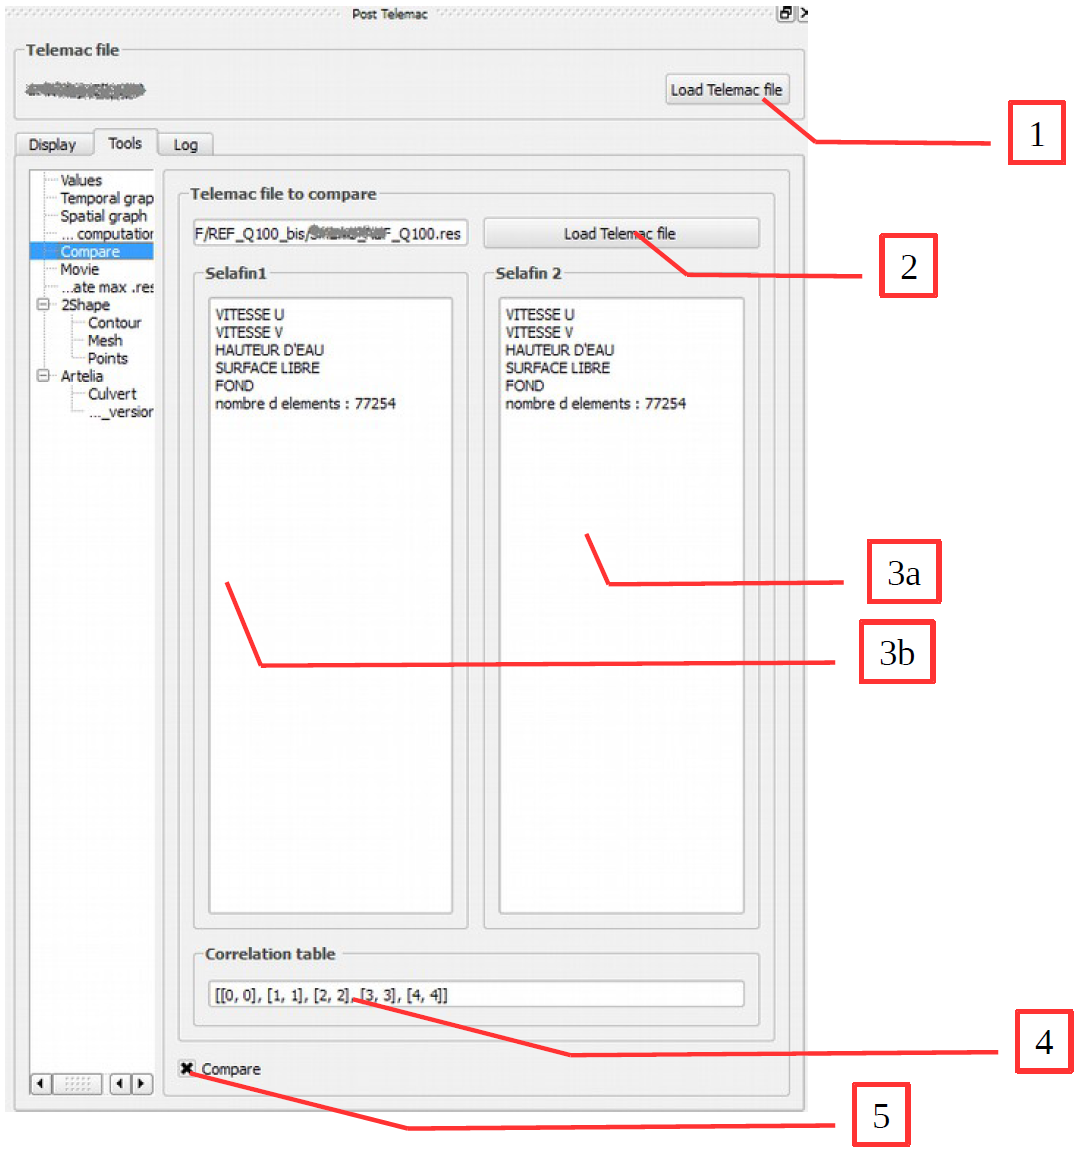 Post Telemac
Telemac file
Load Telemac file
1
Display Tools Log
Values
Temporal grap
Spatial graph
... computation
Compare
Movie
...ate max .res
2Shape
Contour
Mesh
Points
Artelia
Culvert
..._version
Telemac file to compare
F/REF_Q100_bis/ F_Q100.res
Load Telemac file
2
Selafin1
VITESSE U
VITESSE V
HAUTEUR D'EAU
SURFACE LIBRE
FOND
nombre d elements : 77254
Selafin 2
VITESSE U
VITESSE V
HAUTEUR D'EAU
SURFACE LIBRE
FOND
nombre d elements : 77254
3a
3b
Correlation table
[[0, 0], [1, 1], [2, 2], [3, 3], [4, 4]]
4
Compare
5